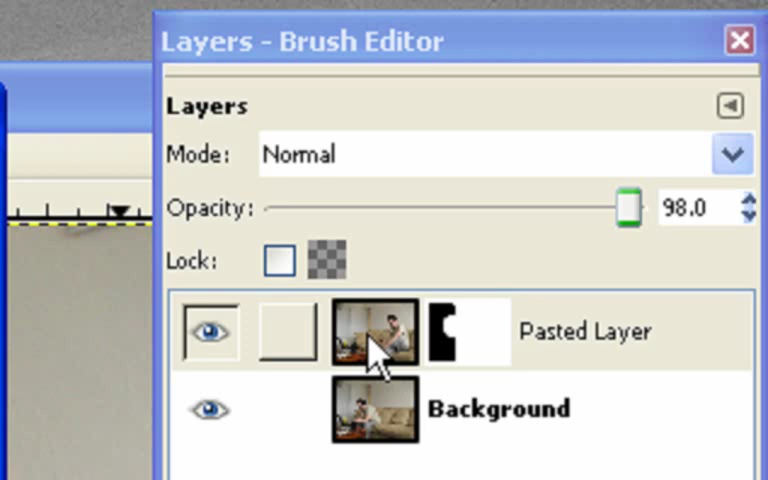 Layers - Brush Editor
Layers
Mode: Normal
Opacity: 98.0
Lock:
Pasted Layer
Background